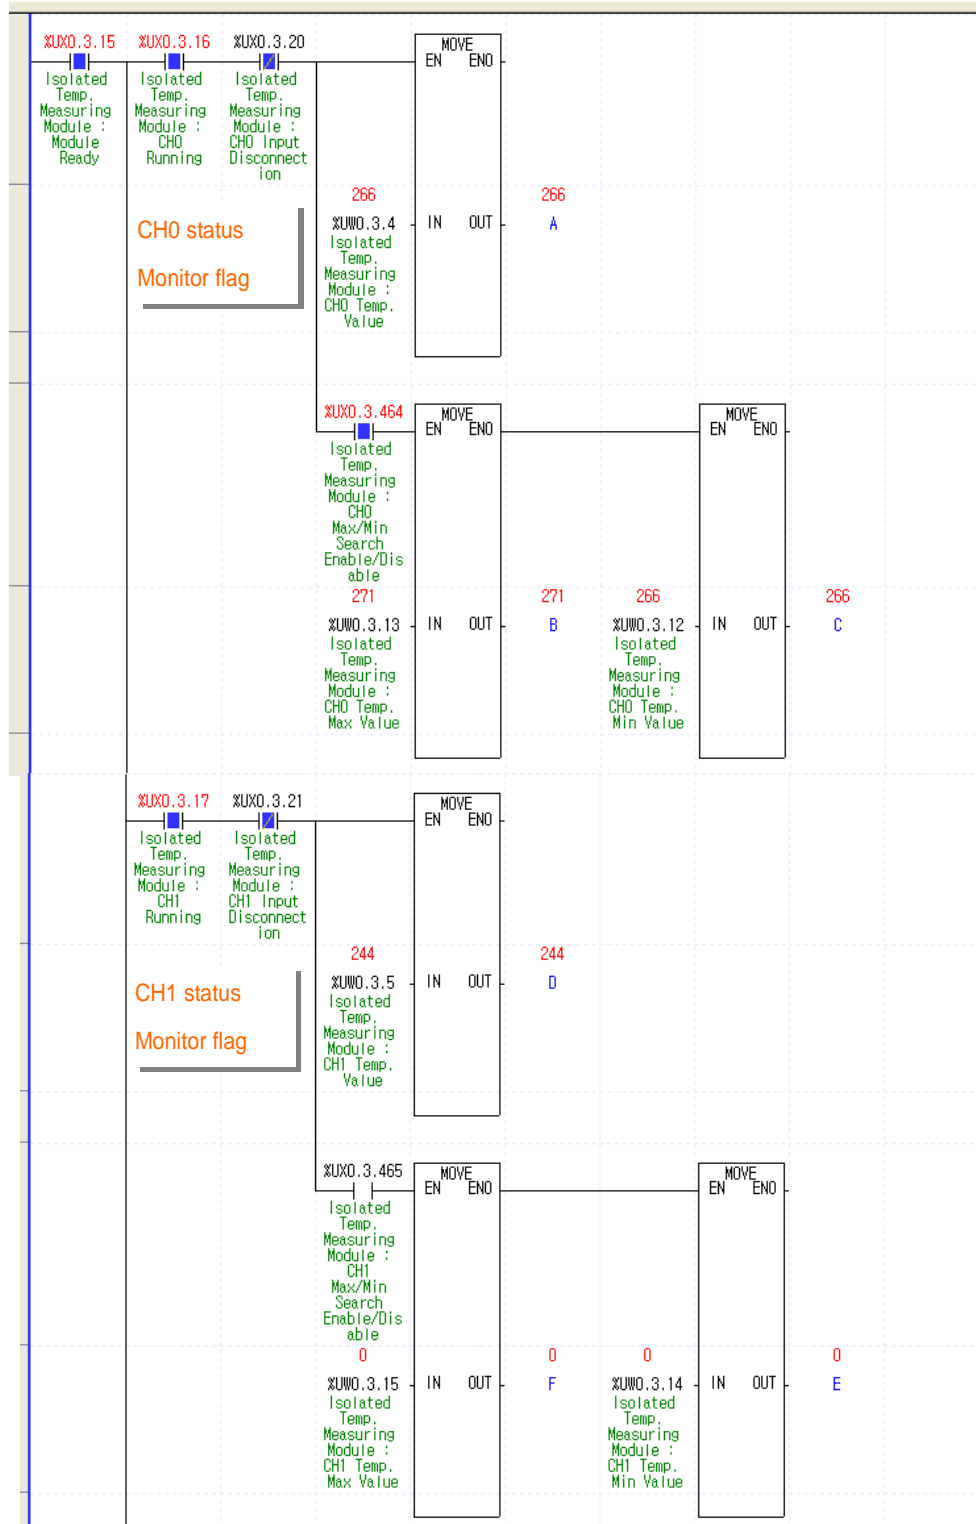 %UX0.3.15 %UX0.3.16 %UX0.3.20
MOVE
EN ENO
Isolated
Temp.
Measuring
Module :
Module
Ready
Isolated
Temp.
Measuring
Module :
CH0
Running
Isolated
Temp.
Measuring
Module :
CH0 Input
Disconnect
ion
CH0 status
Monitor flag
266 266
%UW0.3.4 IN OUT A
Isolated
Temp.
Measuring
Module :
CH0 Temp.
Value
%UX0.3.464 MOVE MOVE
EN ENO EN ENO
Isolated
Temp.
Measuring
Module :
CH0
Max/Min
Search
Enable/Dis
able
271 271 266 266
%UW0.3.13 IN OUT B %UW0.3.12 IN OUT C
Isolated
Temp.
Measuring
Module :
CH0 Temp.
Max Value
Isolated
Temp.
Measuring
Module :
CH0 Temp.
Min Value
%UX0.3.17 %UX0.3.21 MOVE
EN ENO
Isolated
Temp.
Measuring
Module :
CH1
Running
Isolated
Temp.
Measuring
Module :
CH1 Input
Disconnect
ion
CH1 status
Monitor flag
244 244
%UW0.3.5 IN OUT D
Isolated
Temp.
Measuring
Module :
CH1 Temp.
Value
%UX0.3.465 MOVE MOVE
EN ENO EN ENO
Isolated
Temp.
Measuring
Module :
CH1
Max/Min
Search
Enable/Dis
able
0 0 0 0
%UW0.3.15 IN OUT F %UW0.3.14 IN OUT E
Isolated
Temp.
Measuring
Module :
CH1 Temp.
Max Value
Isolated
Temp.
Measuring
Module :
CH1 Temp.
Min Value